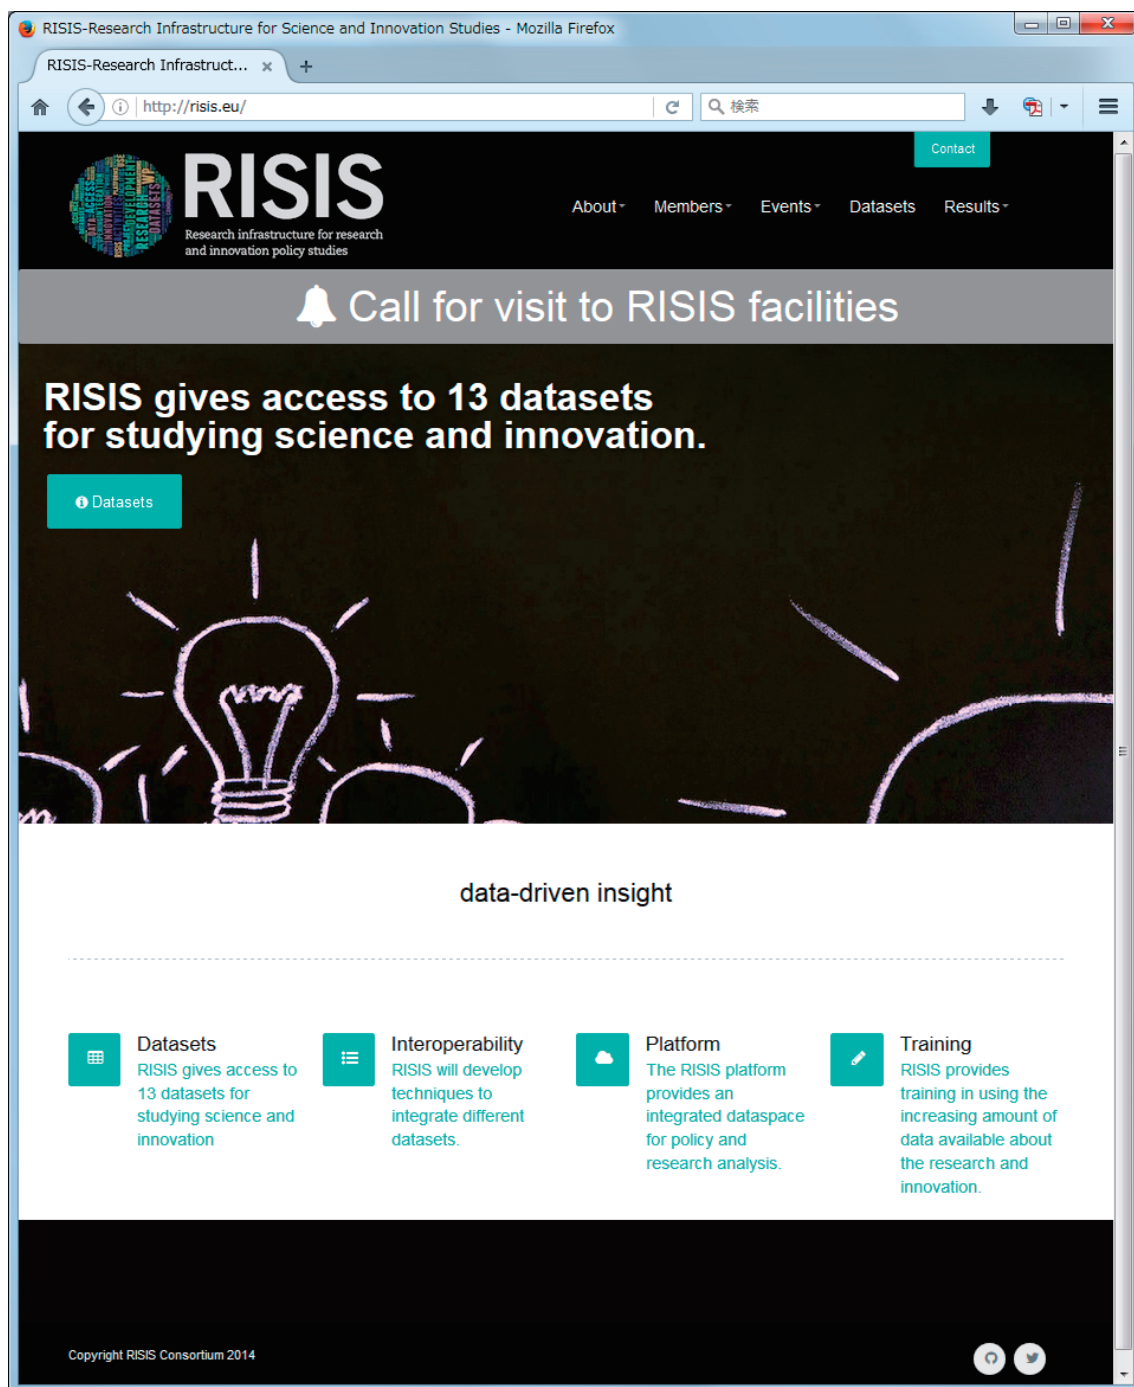 RISIS-Research Infrastructure for Science and Innovation Studies - Mozilla Firefox
RISIS-Research Infrastruct...
http://risis.eu/
検索
Contact
RISIS
Research infrastructure for research
and innovation policy studies
About
Members
Events
Datasets
Results
Call for visit to RISIS facilities
RISIS gives access to 13 datasets
for studying science and innovation.
Datasets
data-driven insight
Datasets
RISIS gives access to
13 datasets for
studying science and
innovation
Interoperability
RISIS will develop
techniques to
integrate different
datasets.
Platform
The RISIS platform
provides an
integrated dataspace
for policy and
research analysis.
Training
RISIS provides
training in using the
increasing amount of
data available about
the research and
innovation.
Copyright RISIS Consortium 2014